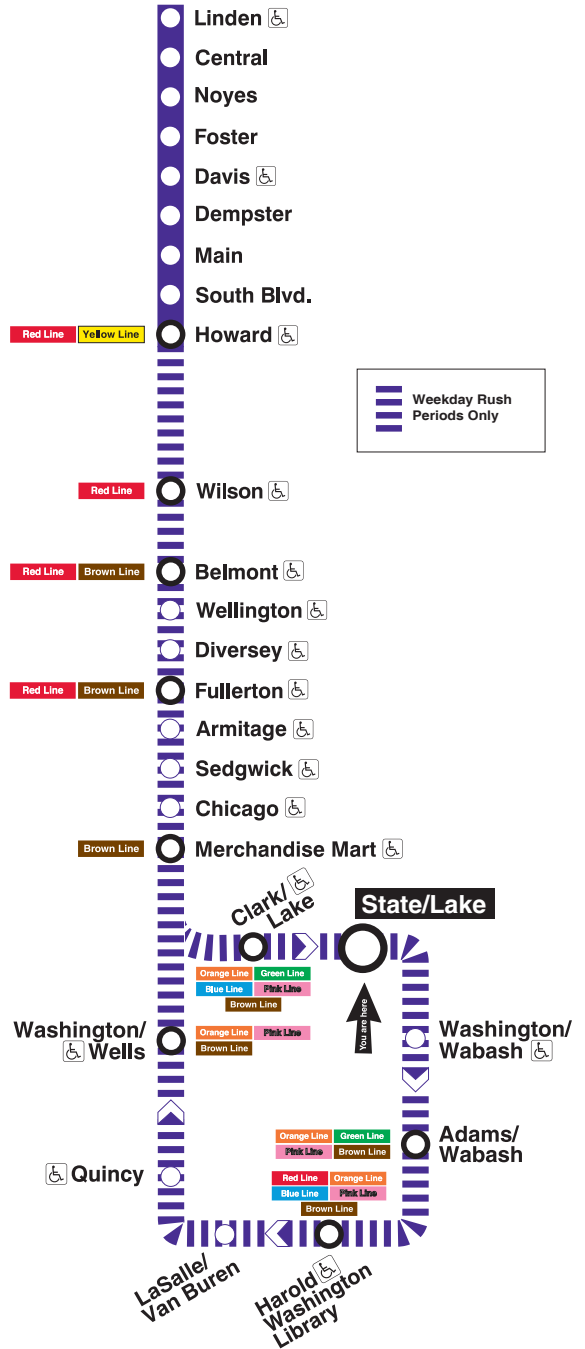 Linden
Central
Noyes
Foster
Davis
Dempster
Main
South Blvd.
Red Line Yellow Line Howard
Weekday Rush
Periods Only
Red Line Wilson
Red Line Brown Line Belmont
Wellington
Diversey
Red Line Brown Line Fullerton
Armitage
Sedgwick
Chicago
Brown Line Merchandise Mart
Clark/
Lake
State/Lake
Orange Line Green Line
Blue Line Pink Line
Brown Line
You are here
Washington/
Wells
Orange Line Pink Line
Brown Line
Washington/
Wabash
Orange Line Green Line
Pink Line Brown Line
Adams/
Wabash
Quincy
Red Line Orange Line
Blue Line Pink Line
Brown Line
LaSalle/
Van Buren
Harold
Washington
Library